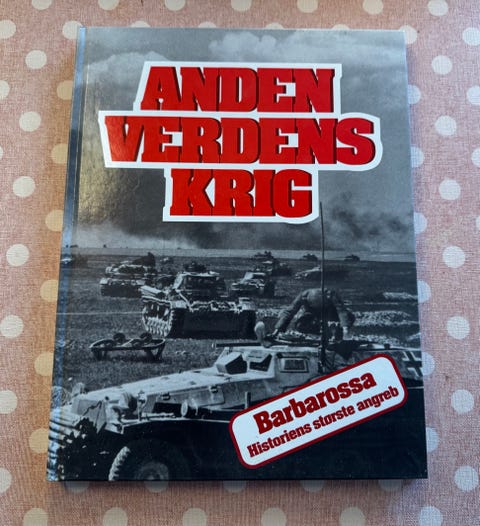 ANDEN
VERDENS
KRIG
Barbarossa
Historiens største angreb